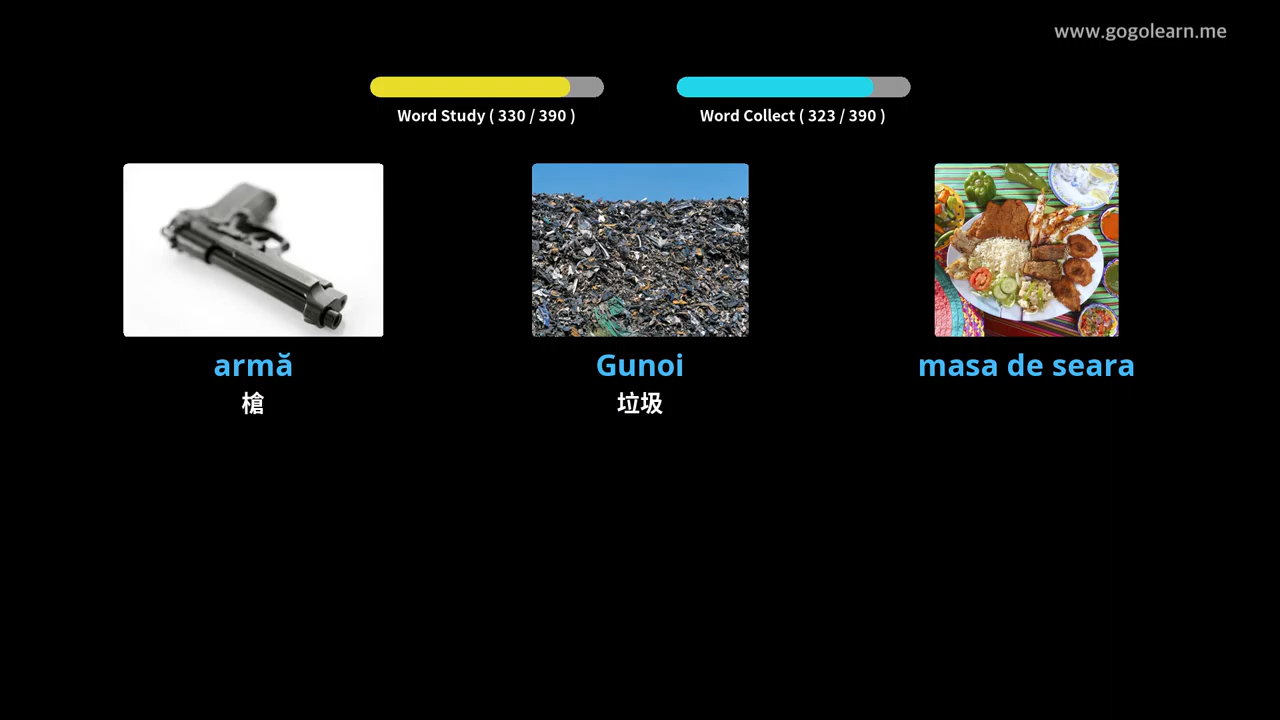 www.gogolearn.me
Word Study ( 330 / 390 )
Word Collect ( 323 / 390 )
armă
Gunoi
masa de seara
槍
垃圾